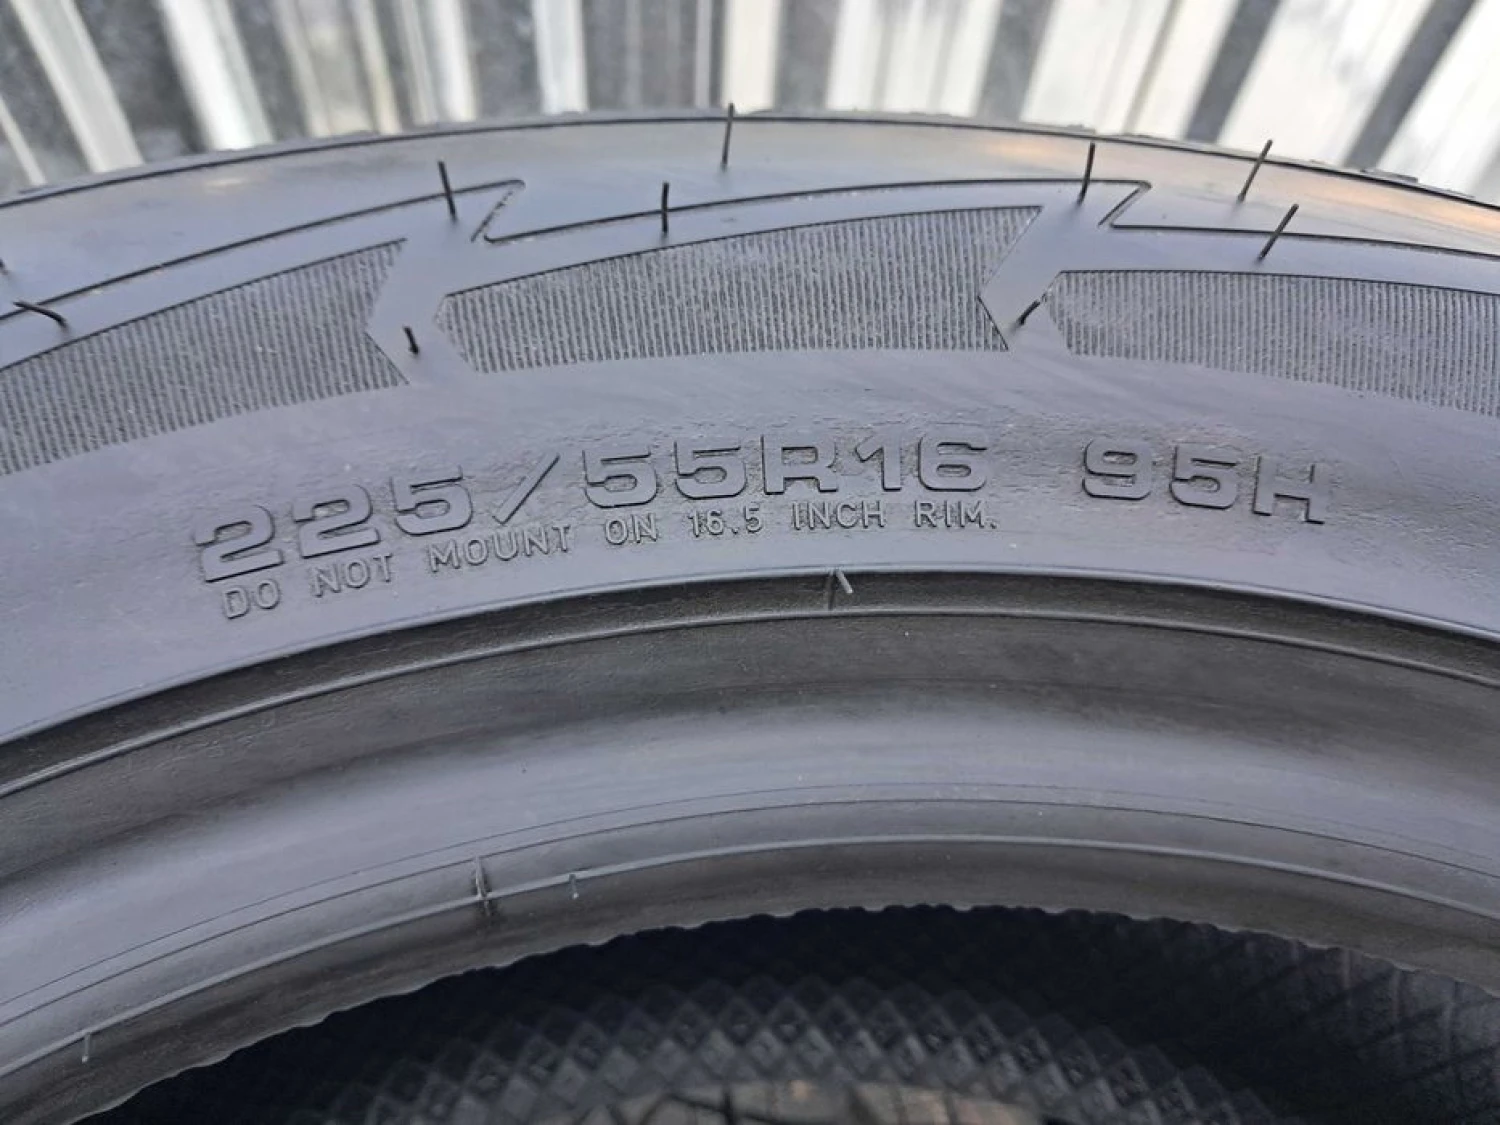 225/55R16 95H
DO NOT MOUNT ON 16.5 INCH RIM.